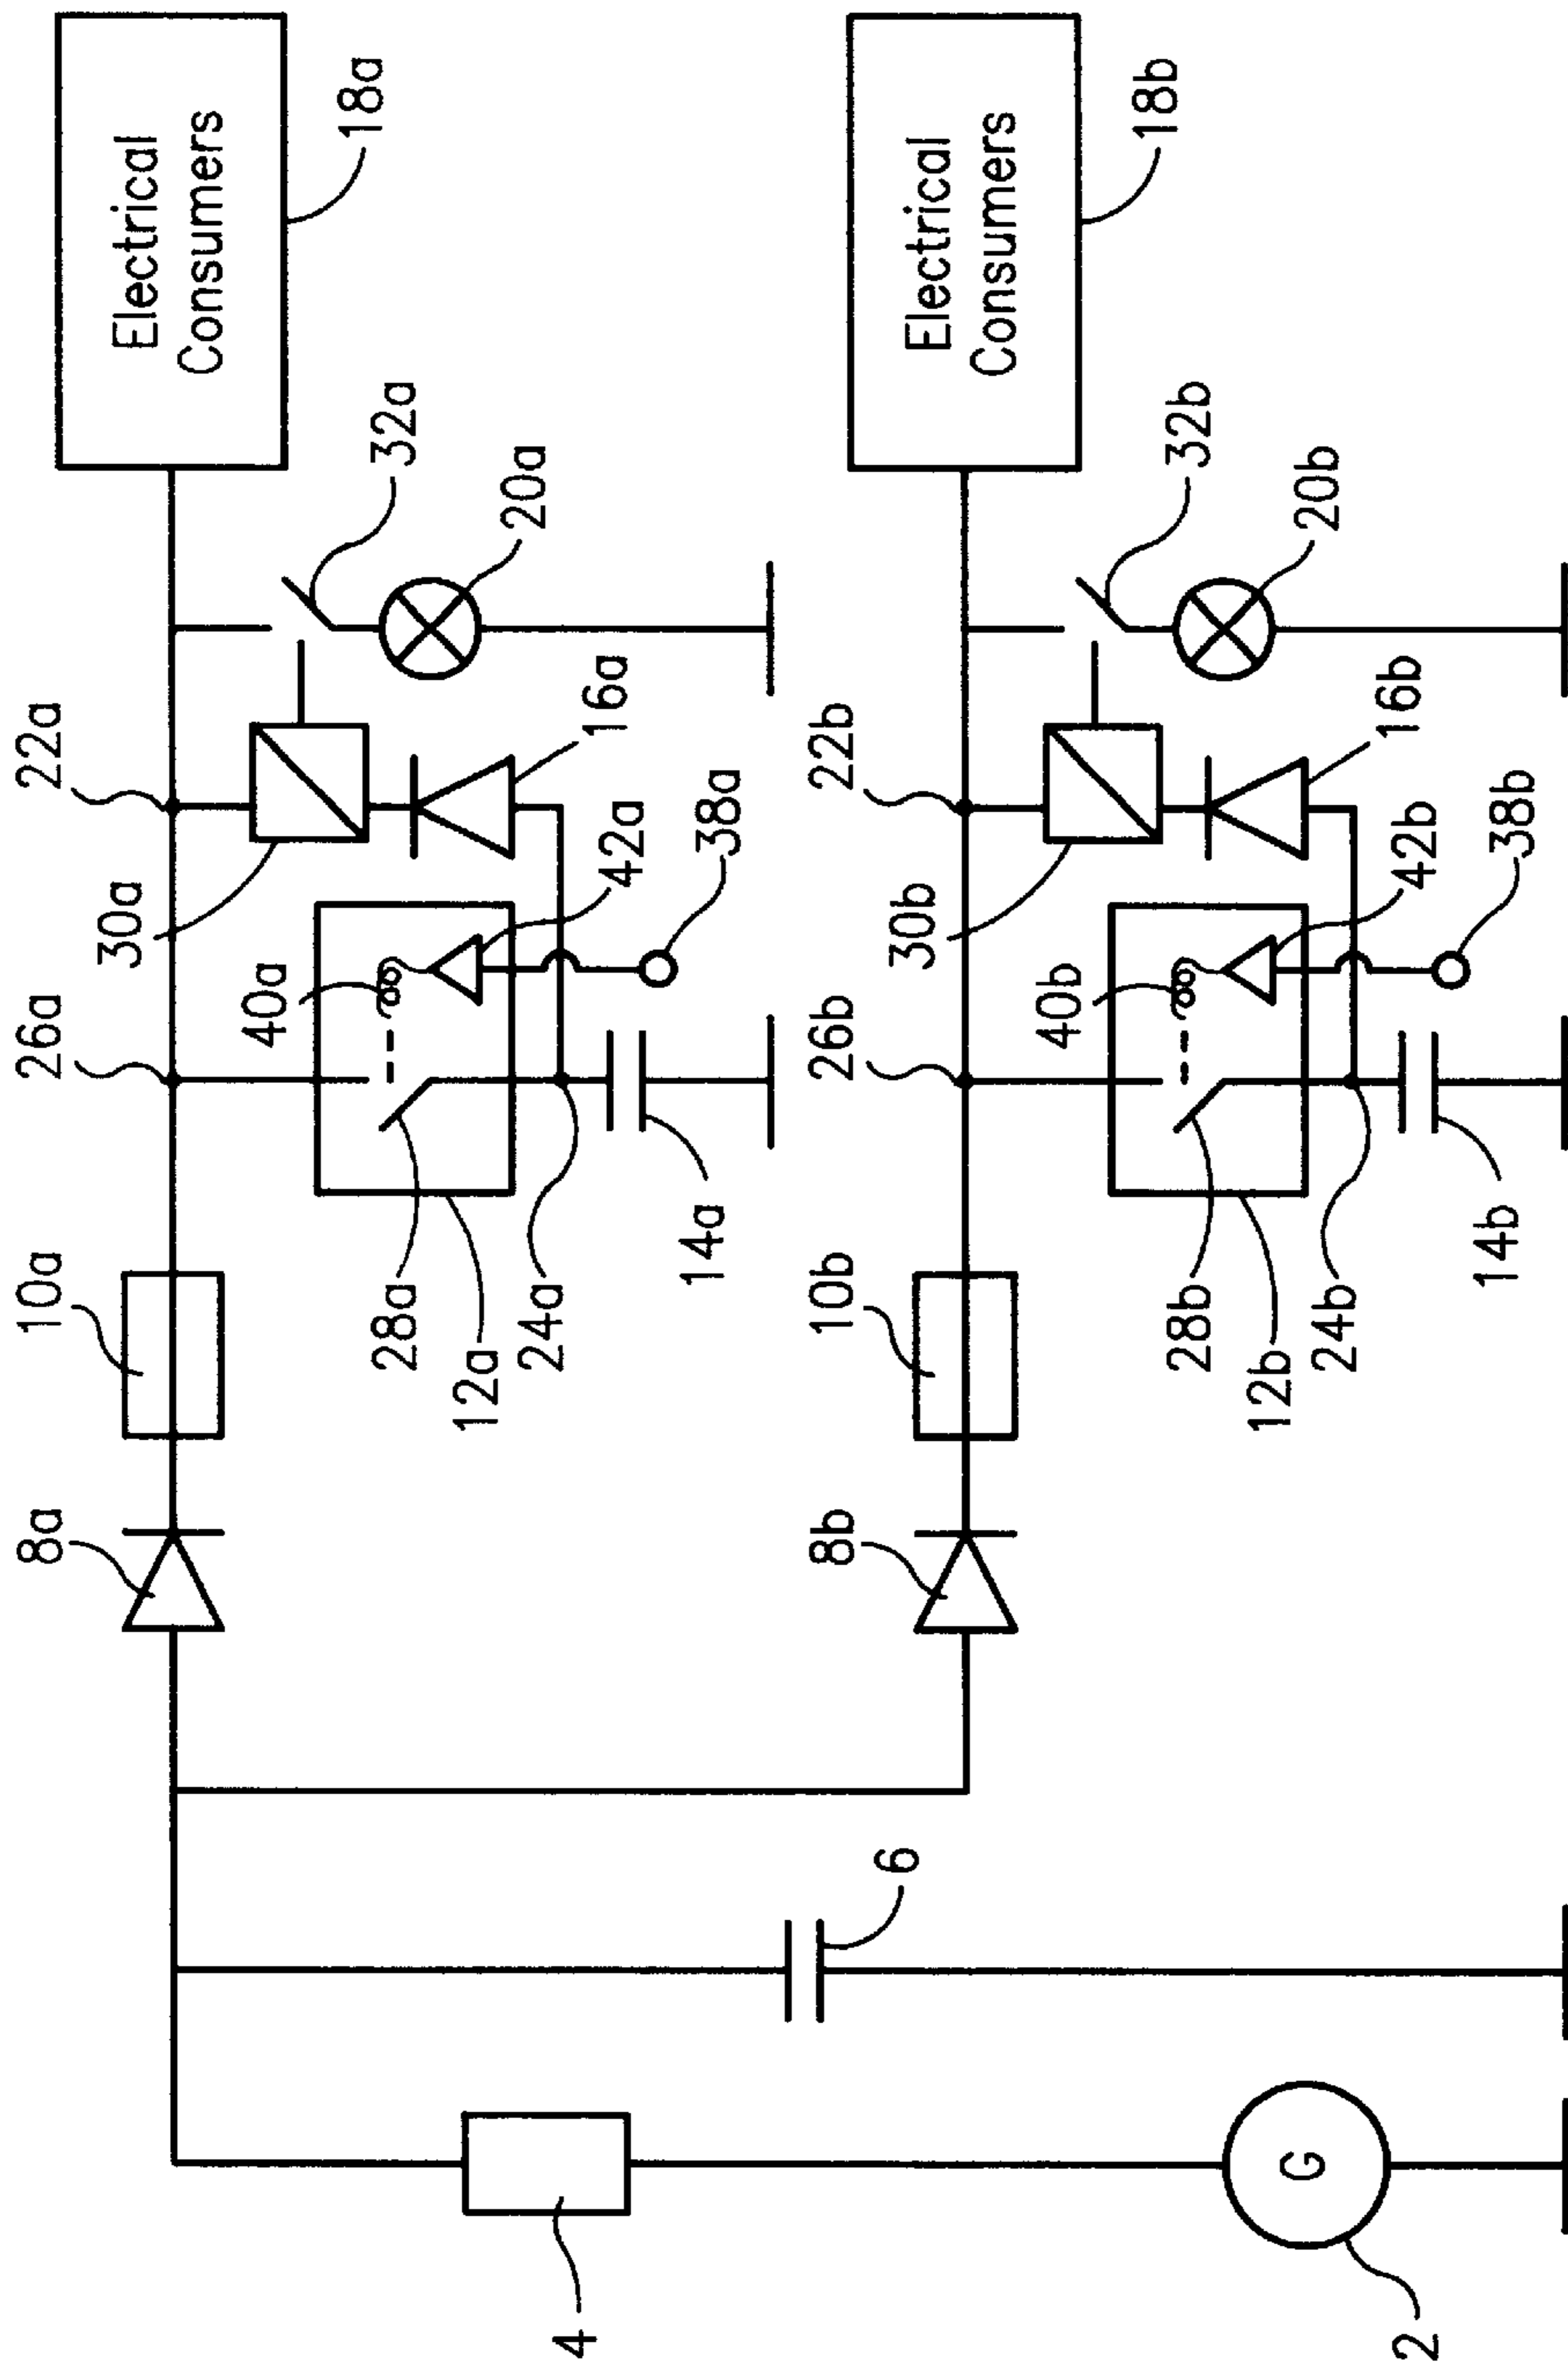 8a
10a
26a
22a
30a
Electrical
Consumers
40a
18a
28a
32a
12a
24a
20a
4
16a
42a
14a
38a
8b
10b
26b
22b
6
30b
Electrical
Consumers
40b
18b
28b
32b
12b
G
24b
20b
2
16b
42b
14b
38b